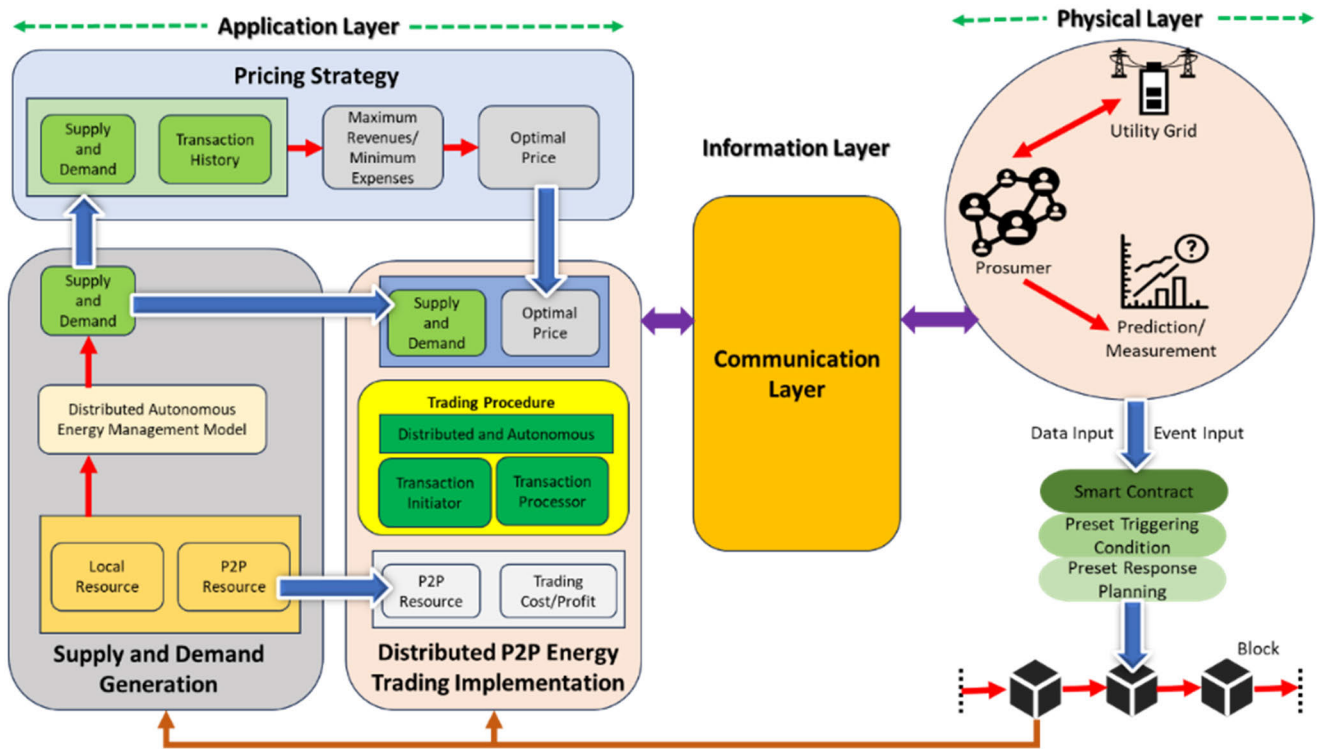 Application Layer
Physical Layer
Pricing Strategy
Supply
and
Demand
Transaction
History
Maximum
Revenues/
Minimum
Expenses
Optimal
Price
Information Layer
Utility Grid
Prosumer
?
Prediction/
Measurement
Supply
and
Demand
Supply
and
Demand
Optimal
Price
Communication
Layer
Distributed Autonomous
Energy Management Model
Trading Procedure
Distributed and Autonomous
Transaction
Initiator
Transaction
Processor
Data Input
Event Input
Smart Contract
Preset Triggering
Condition
Preset Response
Planning
Local
Resource
P2P
Resource
P2P
Resource
Trading
Cost/Profit
Supply and Demand
Generation
Distributed P2P Energy
Trading Implementation
Block